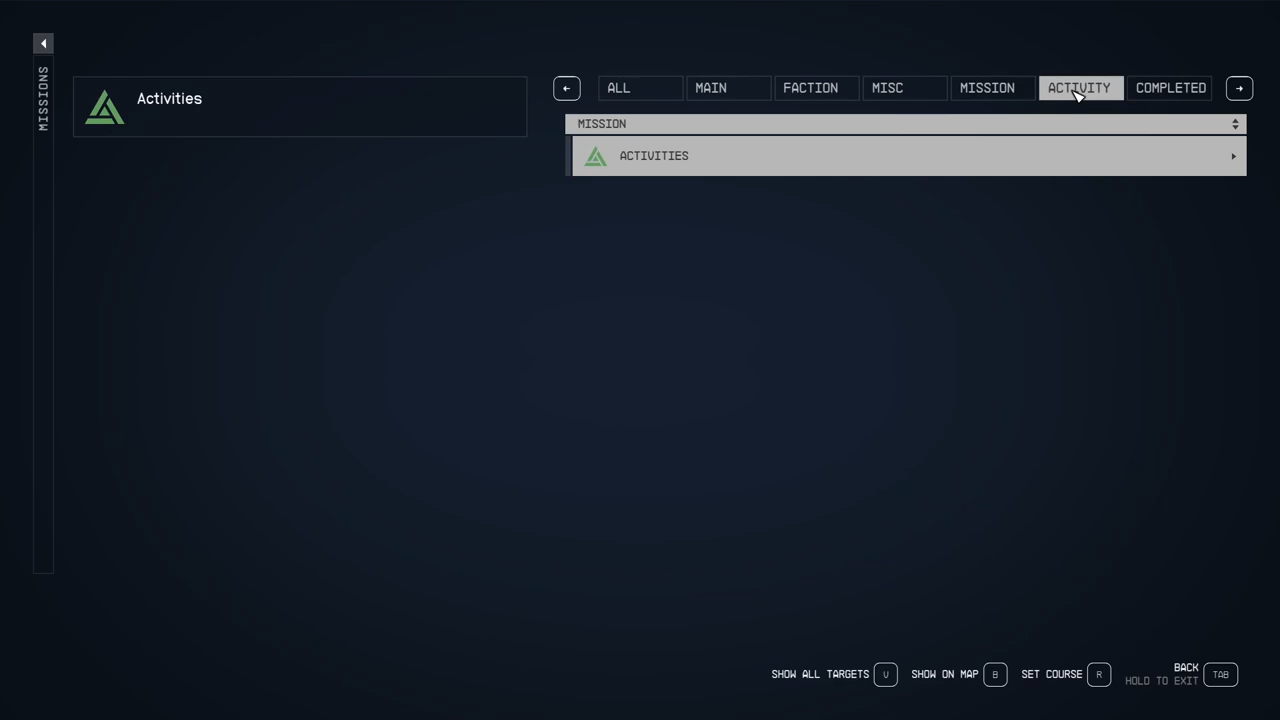 MISSIONS
Activities
ALL MAIN FACTION MISC MISSION ACTIVITY COMPLETED
MISSION
ACTIVITIES
SHOW ALL TARGETS V SHOW ON MAP B SET COURSE R BACK TAB
HOLD TO EXIT